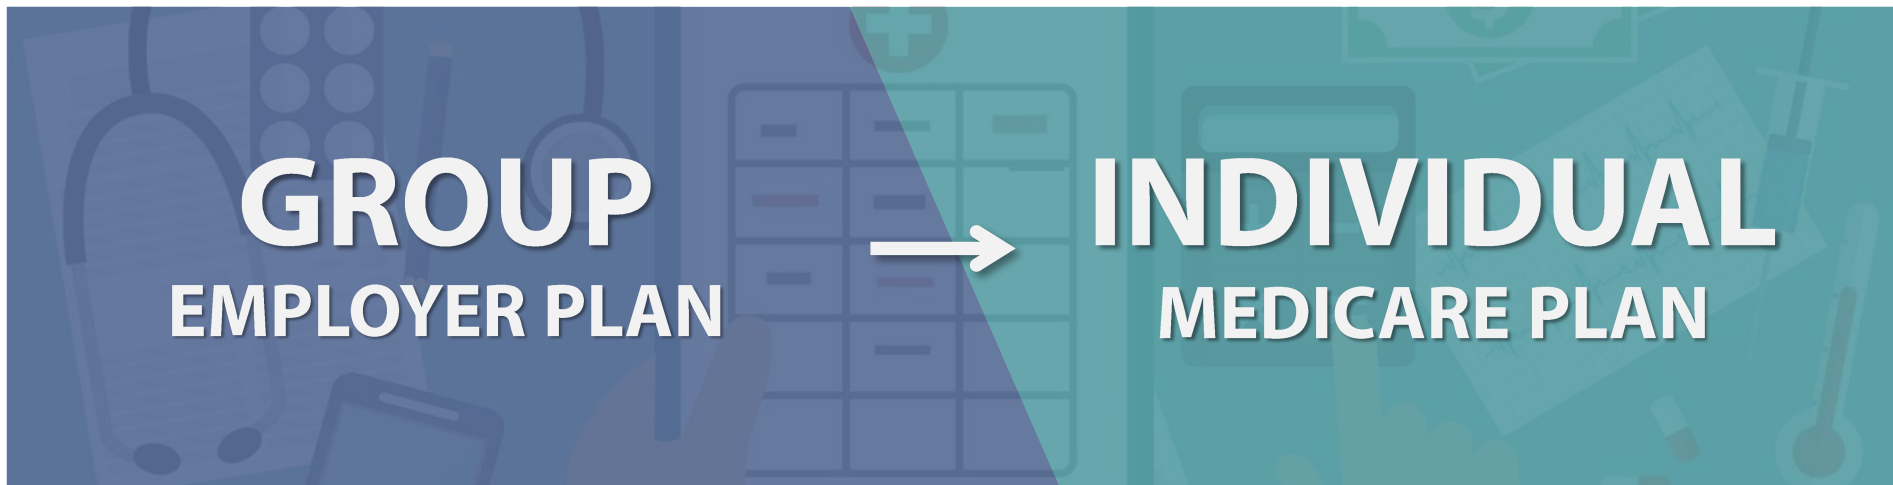 GROUP
EMPLOYER PLAN
INDIVIDUAL
MEDICARE PLAN